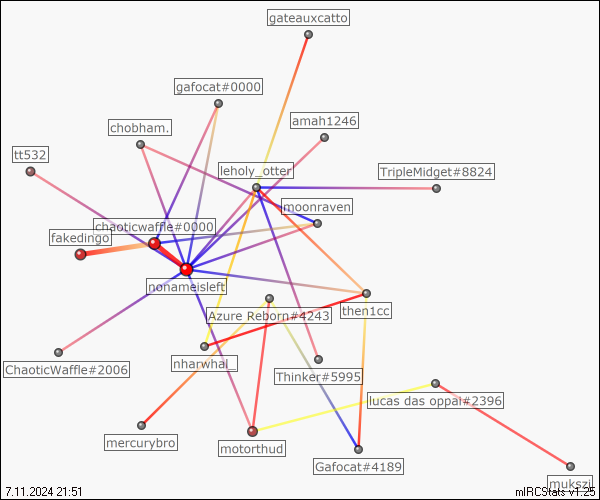 gateauxcatto
gafocat#0000
amah1246
chobham.
tt532
leholy_otter
TripleMidget#8824
moonraven
chaoticwaffle#0000
fakedingo
nonameisleft
then1cc
Azure Reborn#4243
nharwhal_
ChaoticWaffle#2006
Thinker#5995
lucas das oppai#2396
mercurybro
motorthud
Gafocat#4189
mukszi
7.11.2024 21:51
mIRCStats v1.25